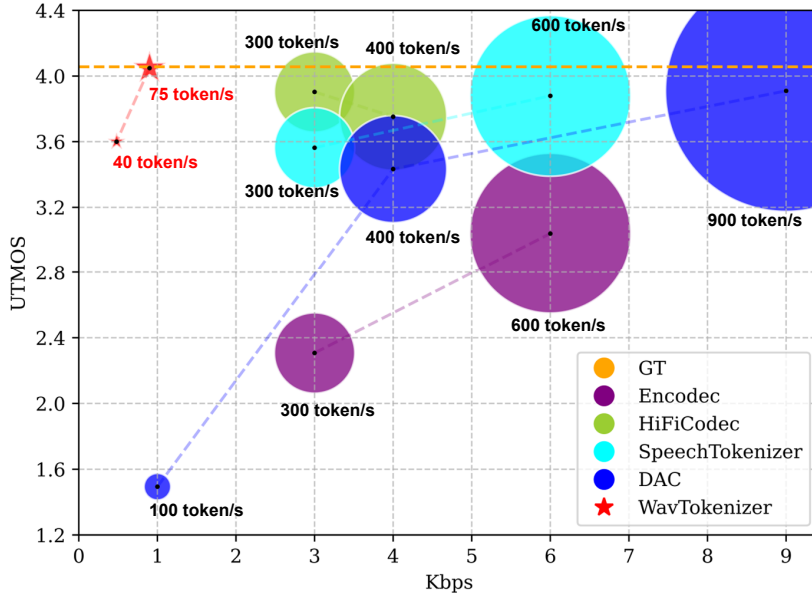 4.4
4.0
3.6
3.2
2.8
2.4
2.0
1.6
1.2
UTMOS
300 token/s
400 token/s
600 token/s
75 token/s
40 token/s
300 token/s
400 token/s
900 token/s
600 token/s
300 token/s
100 token/s
GT
Encodec
HiFiCodec
SpeechTokenizer
DAC
WavTokenizer
0 1 2 3 4 5 6 7 8 9
Kbps